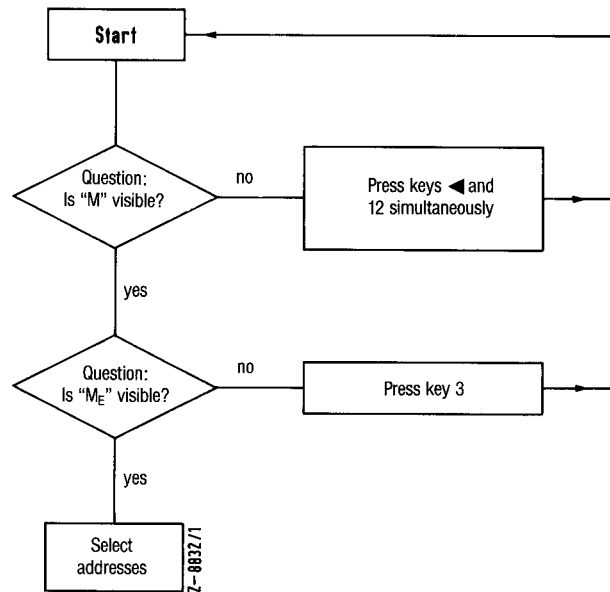 Start
Question:
Is “M” visible?
no
Press keys ◀ and
12 simultaneously
yes
Question:
Is “M_E” visible?
no
Press key 3
yes
Select
addresses
Z–8832/1